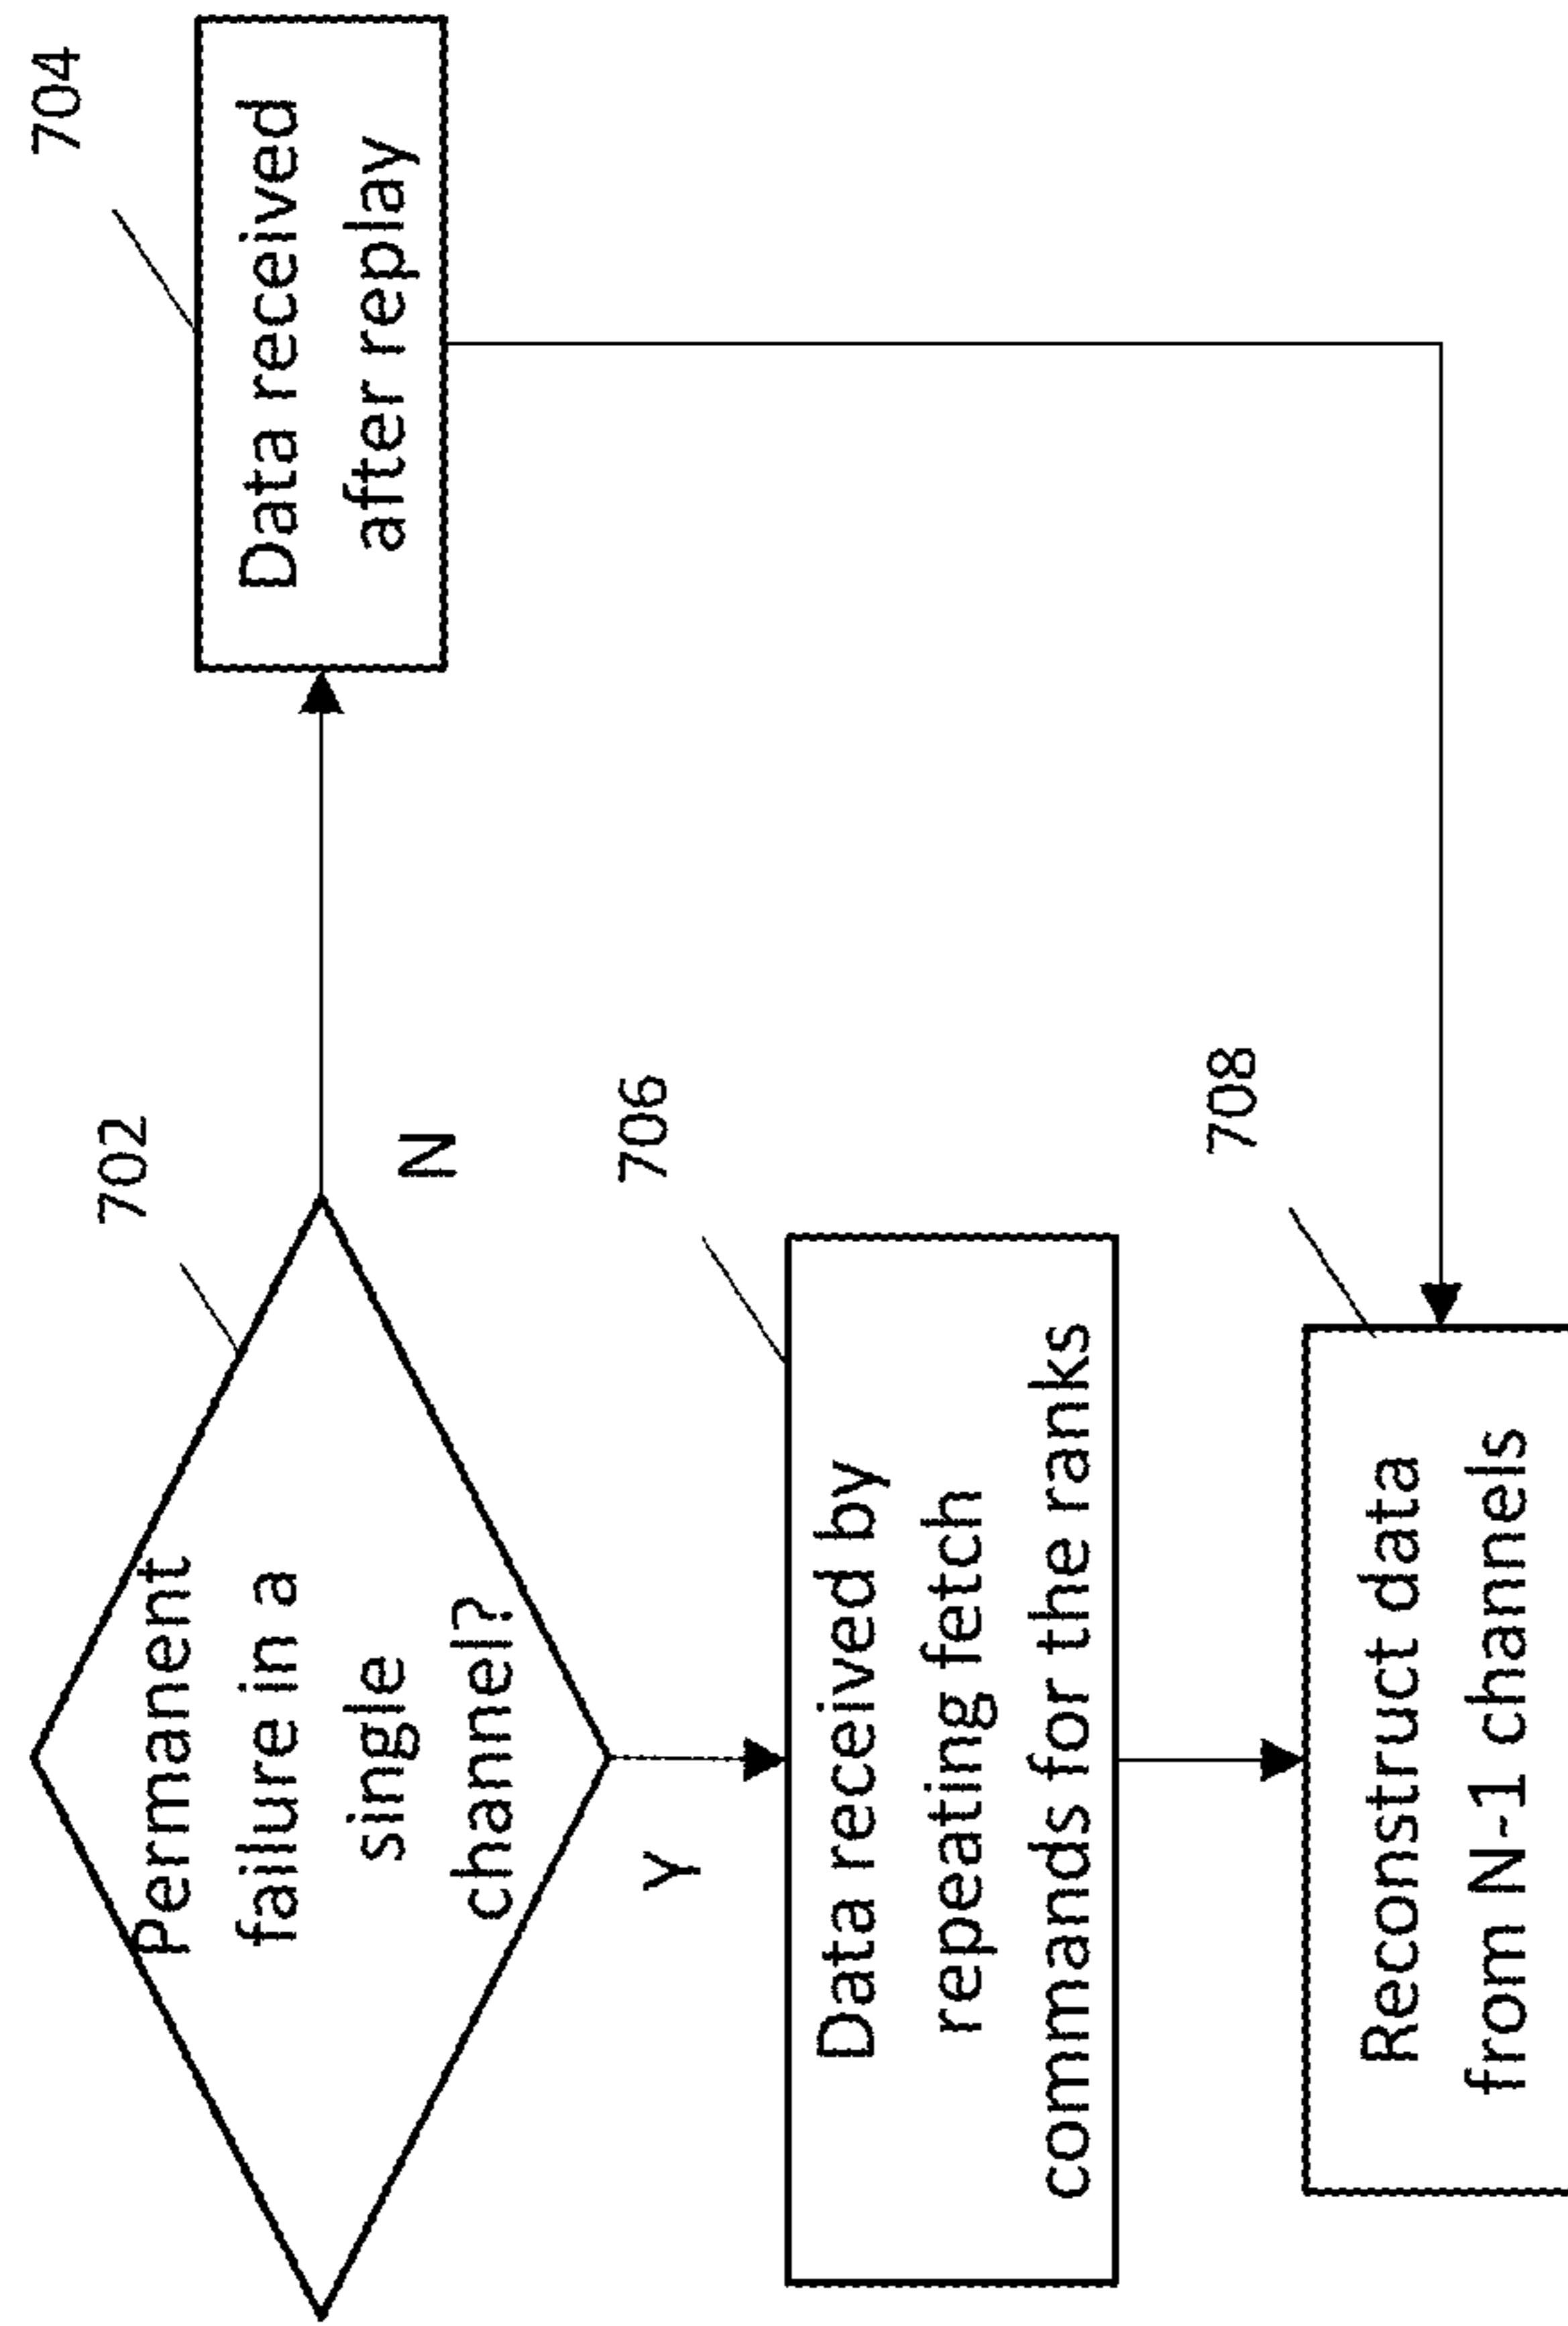 702
Permanent
failure in a
single
channel?
N
Y
704
Data received
after replay
706
Data received by
repeating fetch
commands for the ranks
708
Reconstruct data
from N-1 channels